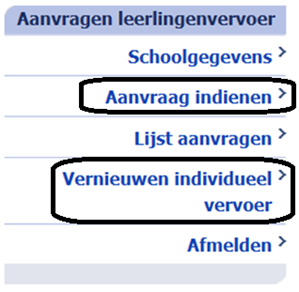 Aanvragen leerlingenvervoer
Schoolgegevens >
Aanvraag indienen >
Lijst aanvragen >
Vernieuwen individueel >
vervoer
Afmelden >